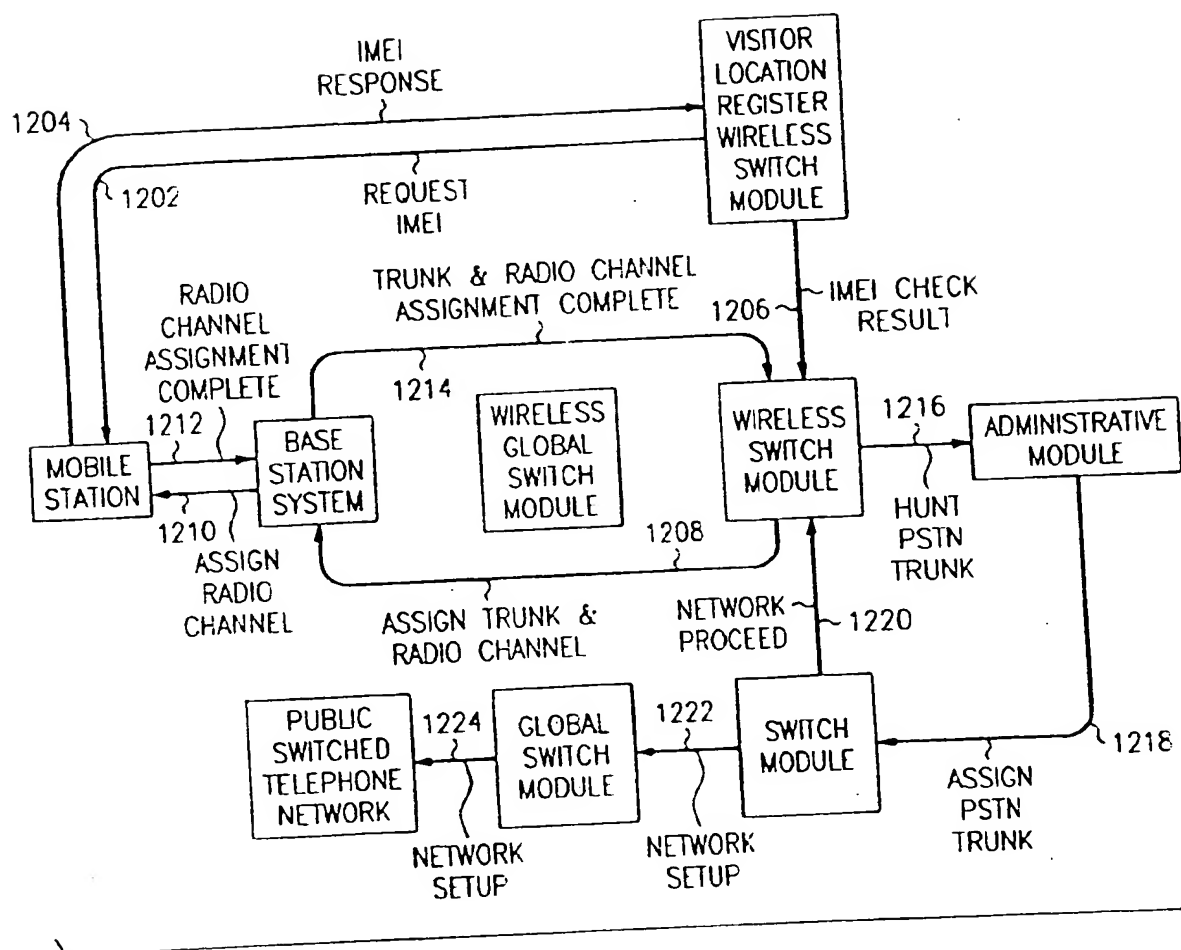 IMEI
RESPONSE
VISITOR
LOCATION
REGISTER
WIRELESS
SWITCH
MODULE
1204
1202
REQUEST
IMEI
RADIO
CHANNEL
ASSIGNMENT
COMPLETE
TRUNK & RADIO CHANNEL
ASSIGNMENT COMPLETE
1206
IMEI CHECK
RESULT
1212
1214
MOBILE
STATION
BASE
STATION
SYSTEM
WIRELESS
GLOBAL
SWITCH
MODULE
WIRELESS
SWITCH
MODULE
1216
ADMINISTRATIVE
MODULE
1210
ASSIGN
RADIO
CHANNEL
1208
HUNT
PSTN
TRUNK
ASSIGN TRUNK &
RADIO CHANNEL
NETWORK
PROCEED
1220
PUBLIC
SWITCHED
TELEPHONE
NETWORK
1224
GLOBAL
SWITCH
MODULE
1222
SWITCH
MODULE
1218
NETWORK
SETUP
NETWORK
SETUP
ASSIGN
PSTN
TRUNK